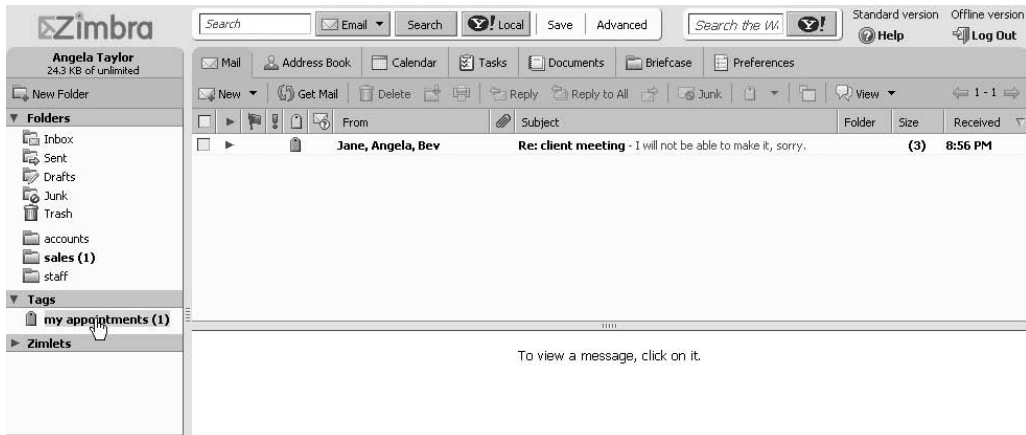 Zimbra
Search Email Search Y! Local Save Advanced Search the W Y! Standard version Offline version
Help Log Out
Angela Taylor
24.3 KB of unlimited
Mail Address Book Calendar Tasks Documents Briefcase Preferences
New Folder
New Get Mail Delete Reply Reply to All Junk View 1 - 1
Folders
From Subject Folder Size Received
Inbox
Jane, Angela, Bev Re: client meeting - I will not be able to make it, sorry. (3) 8:56 PM
Sent
Drafts
Junk
Trash
accounts
sales (1)
staff
Tags
my appointments (1)
Zimlets
To view a message, click on it.